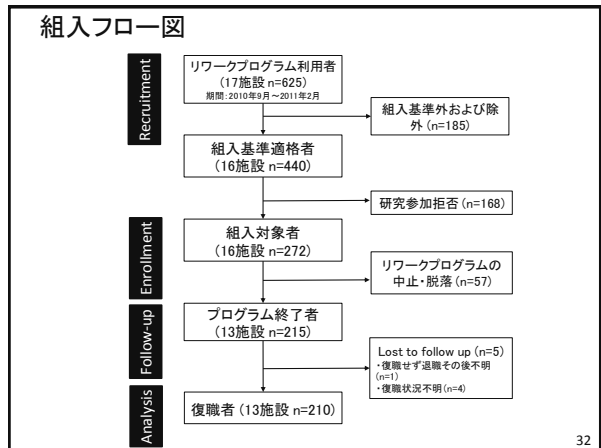 組入フロー図
Recruitment
リワークプログラム利用者
(17施設 n=625)
期間：2010年9月～2011年2月
組入基準外および除
外 (n=185)
組入基準適格者
(16施設 n=440)
研究参加拒否 (n=168)
Enrollment
組入対象者
(16施設 n=272)
リワークプログラムの
中止・脱落 (n=57)
Follow-up
プログラム終了者
(13施設 n=215)
Lost to follow up (n=5)
・復職せず退職その後不明
(n=1)
・復職状況不明(n=4)
Analysis
復職者 (13施設 n=210)
32